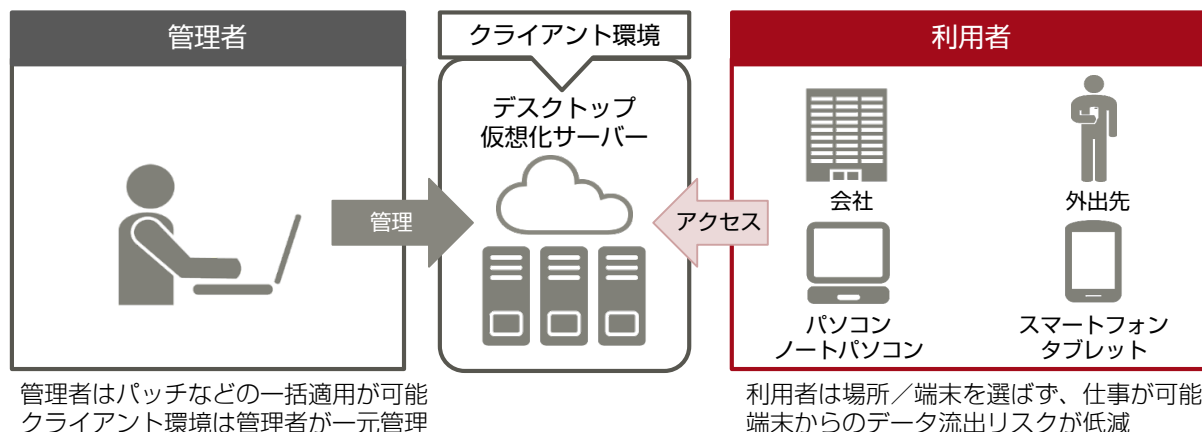 管理者
クライアント環境
利用者
デスクトップ
仮想化サーバー
管理
アクセス
会社
外出先
パソコン
ノートパソコン
スマートフォン
タブレット
管理者はパッチなどの一括適用が可能
クライアント環境は管理者が一元管理
利用者は場所／端末を選ばず、仕事が可能
端末からのデータ流出リスクが低減